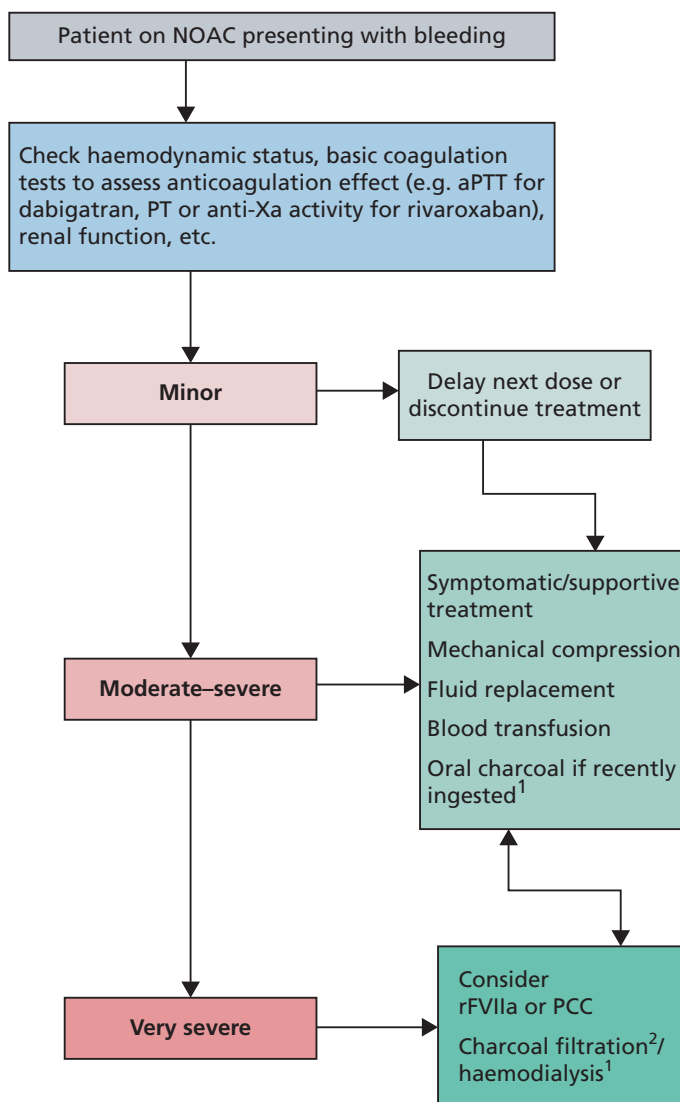 Patient on NOAC presenting with bleeding
Check haemodynamic status, basic coagulation
tests to assess anticoagulation effect (e.g. aPTT for
dabigatran, PT or anti-Xa activity for rivaroxaban),
renal function, etc.
Minor
Delay next dose or
discontinue treatment
Symptomatic/supportive
treatment
Mechanical compression
Fluid replacement
Blood transfusion
Oral charcoal if recently
ingested1
Moderate–severe
Very severe
Consider
rFVIIa or PCC
Charcoal filtration2/
haemodialysis1